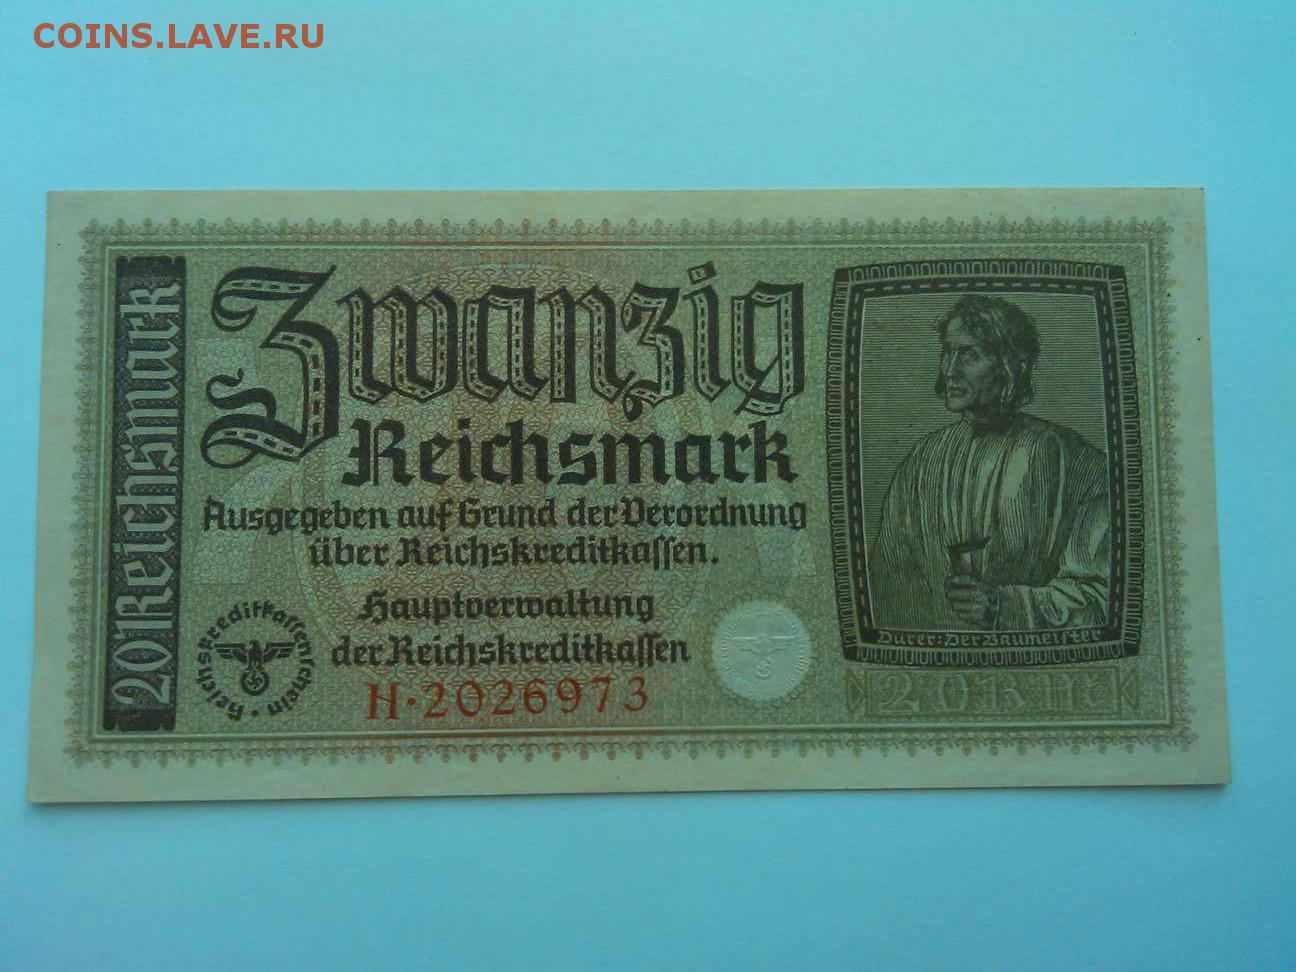 COINS.LAVE.RU
20 Reichsmark
Zwanzig
Reichsmark
Ausgegeben auf Grund der Verordnung
über Reichskreditkaſſen.
Hauptverwaltung
der Reichskreditkaſſen
H·2026973
Reichskreditkaſſenſchein ·
Dürer: Der Baumeiſter
20 RM